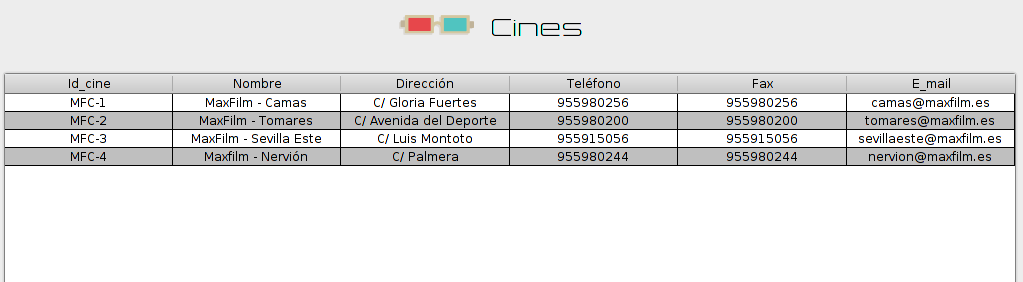 Cines
Id_cine Nombre Dirección Teléfono Fax E_mail
MFC-1 MaxFilm - Camas C/ Gloria Fuertes 955980256 955980256 camas@maxfilm.es
MFC-2 MaxFilm - Tomares C/ Avenida del Deporte 955980200 955980200 tomares@maxfilm.es
MFC-3 MaxFilm - Sevilla Este C/ Luis Montoto 955915056 955915056 sevillaeste@maxfilm.es
MFC-4 Maxfilm - Nervión C/ Palmera 955980244 955980244 nervion@maxfilm.es